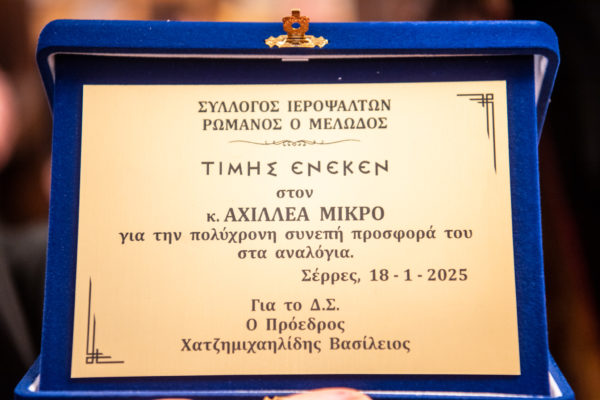 ΣΥΛΛΟΓΟΣ ΙΕΡΟΨΑΛΤΩΝ
ΡΩΜΑΝΟΣ Ο ΜΕΛΩΔΟΣ
ΤΙΜΗΣ ΕΝΕΚΕΝ
στον
κ. ΑΧΙΛΛΕΑ ΜΙΚΡΟ
για την πολύχρονη συνεπή προσφορά του
στα αναλόγια.
Σέρρες, 18 - 1 - 2025
Για το Δ.Σ.
Ο Πρόεδρος
Χατζημιχαηλίδης Βασίλειος